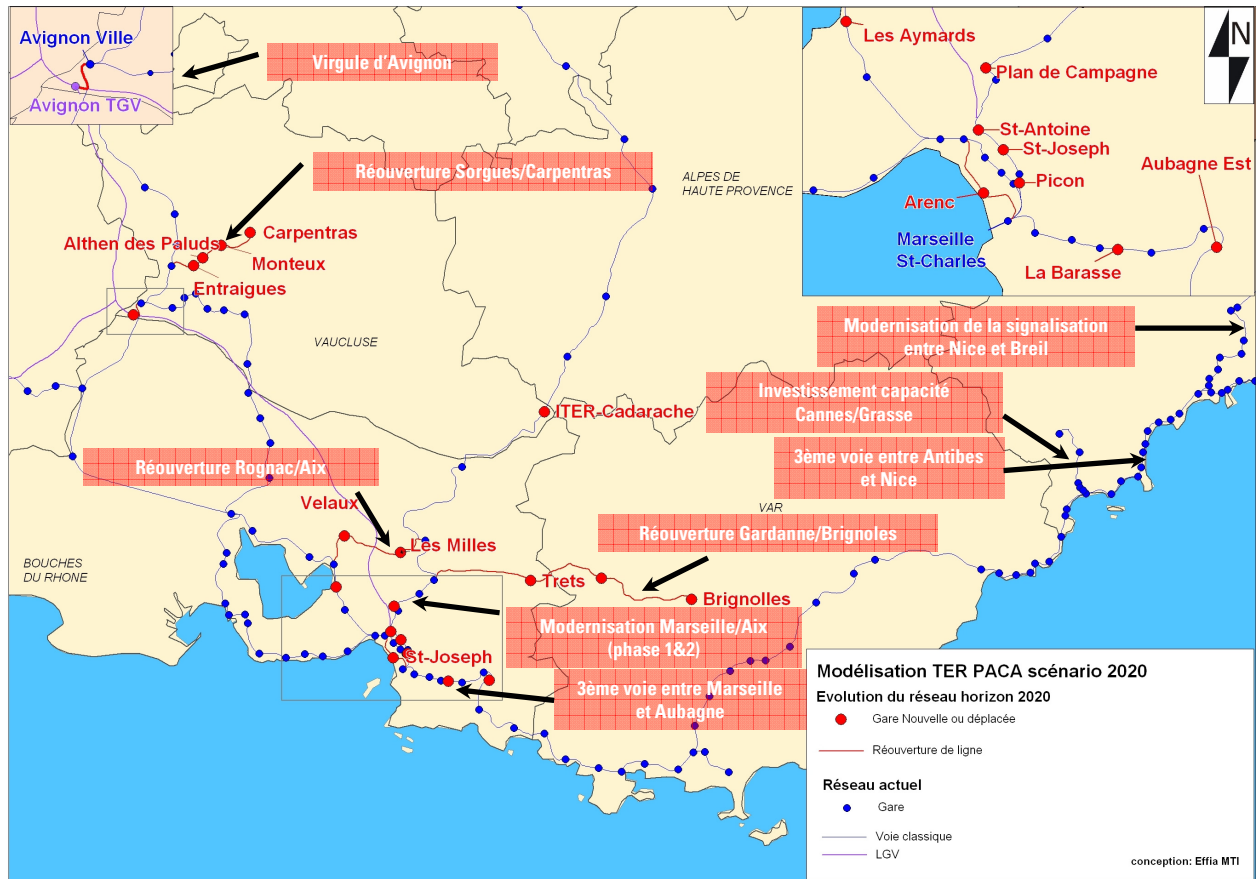 Avignon Ville
Avignon TGV
Virgule d'Avignon
Réouverture Sorgues/Carpentras
ALPES DE
HAUTE PROVENCE
Les Aymards
Plan de Campagne
N
St-Antoine
St-Joseph
Aubagne Est
Picon
Arenc
Marseille
St-Charles
La Barasse
Carpentras
Althen des Paluds
Monteux
Entraigues
VAUCLUSE
Modernisation de la signalisation
entre Nice et Breil
Investissement capacité
Cannes/Grasse
ITER-Cadarache
3ème voie entre Antibes
et Nice
Réouverture Rognac/Aix
Velaux
VAR
Réouverture Gardanne/Brignoles
Les Milles
BOUCHES
DU RHONE
Trets
Brignolles
Modernisation Marseille/Aix
(phase 1&2)
St-Joseph
3ème voie entre Marseille
et Aubagne
Modélisation TER PACA scénario 2020
Evolution du réseau horizon 2020
Gare Nouvelle ou déplacée
Réouverture de ligne
Réseau actuel
Gare
Voie classique
LGV
conception: Effia MTI